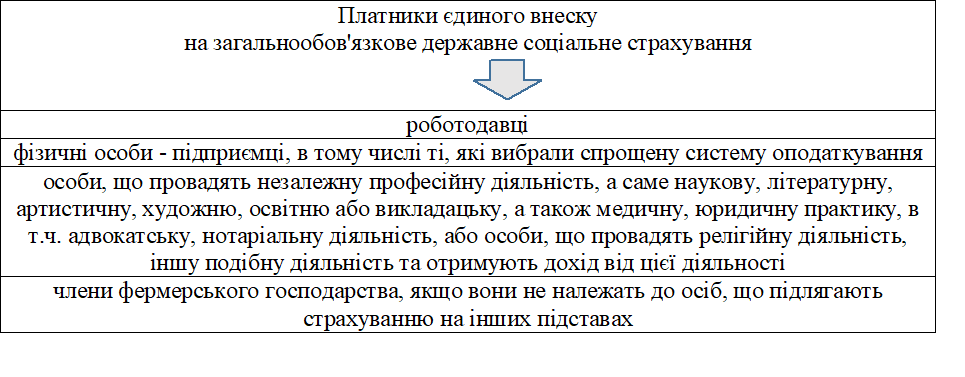 Платники єдиного внеску
на загальнообов'язкове державне соціальне страхування
роботодавці
фізичні особи - підприємці, в тому числі ті, які вибрали спрощену систему оподаткування
особи, що провадять незалежну професійну діяльність, а саме наукову, літературну,
артистичну, художню, освітню або викладацьку, а також медичну, юридичну практику, в
т.ч. адвокатську, нотаріальну діяльність, або особи, що провадять релігійну діяльність,
іншу подібну діяльність та отримують дохід від цієї діяльності
члени фермерського господарства, якщо вони не належать до осіб, що підлягають
страхуванню на інших підставах